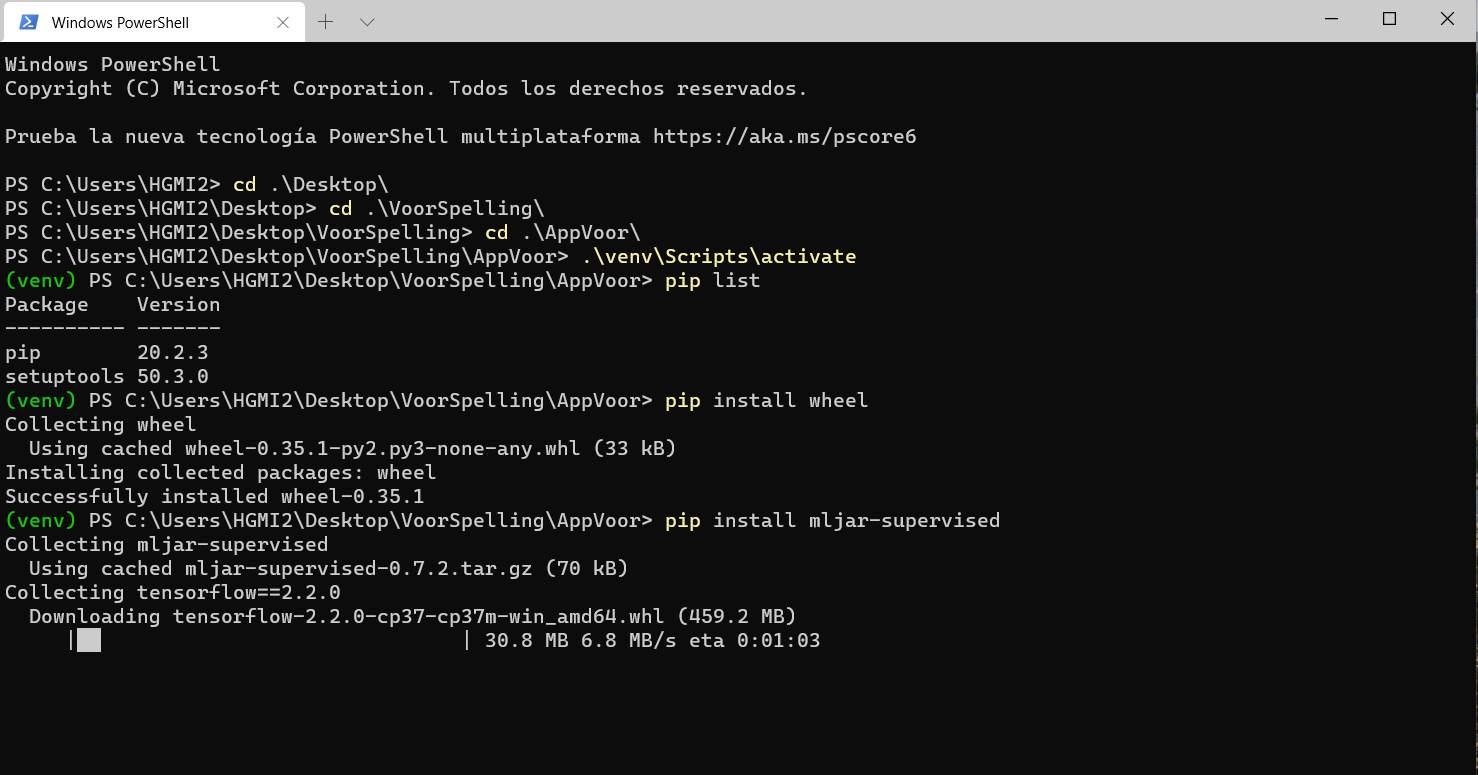 Windows PowerShell
Windows PowerShell
Copyright (C) Microsoft Corporation. Todos los derechos reservados.
Prueba la nueva tecnología PowerShell multiplataforma https://aka.ms/pscore6
PS C:\Users\HGMI2> cd .\Desktop\
PS C:\Users\HGMI2\Desktop> cd .\VoorSpelling\
PS C:\Users\HGMI2\Desktop\VoorSpelling> cd .\AppVoor\
PS C:\Users\HGMI2\Desktop\VoorSpelling\AppVoor> .\venv\Scripts\activate
(venv) PS C:\Users\HGMI2\Desktop\VoorSpelling\AppVoor> pip list
Package    Version
---------- -------
pip        20.2.3
setuptools 50.3.0
(venv) PS C:\Users\HGMI2\Desktop\VoorSpelling\AppVoor> pip install wheel
Collecting wheel
  Using cached wheel-0.35.1-py2.py3-none-any.whl (33 kB)
Installing collected packages: wheel
Successfully installed wheel-0.35.1
(venv) PS C:\Users\HGMI2\Desktop\VoorSpelling\AppVoor> pip install mljar-supervised
Collecting mljar-supervised
  Using cached mljar-supervised-0.7.2.tar.gz (70 kB)
Collecting tensorflow==2.2.0
  Downloading tensorflow-2.2.0-cp37-cp37m-win_amd64.whl (459.2 MB)
     |██                              | 30.8 MB 6.8 MB/s eta 0:01:03